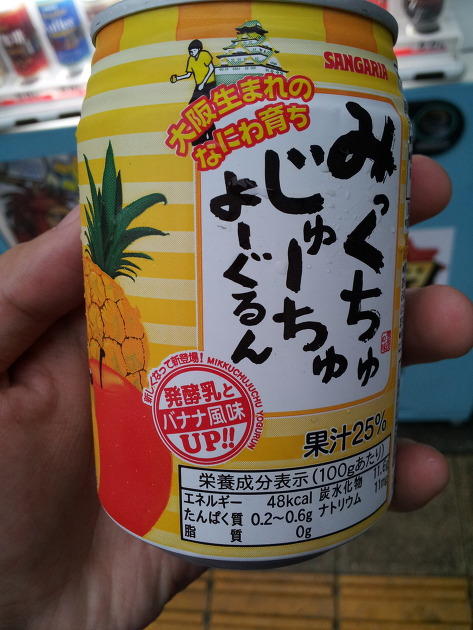 SANGARIA
大阪生まれの
なにわ育ち
みっくちゅ
じゅーちゅ
よーぐるん
新しくなって新登場! MIKKUCHUJUCHU YOGURUN
発酵乳と
バナナ風味
UP!!
果汁25%
栄養成分表示(100gあたり)
エネルギー 48kcal 炭水化物 11.6g
たんぱく質 0.2~0.6g ナトリウム 11mg
脂 質 0g